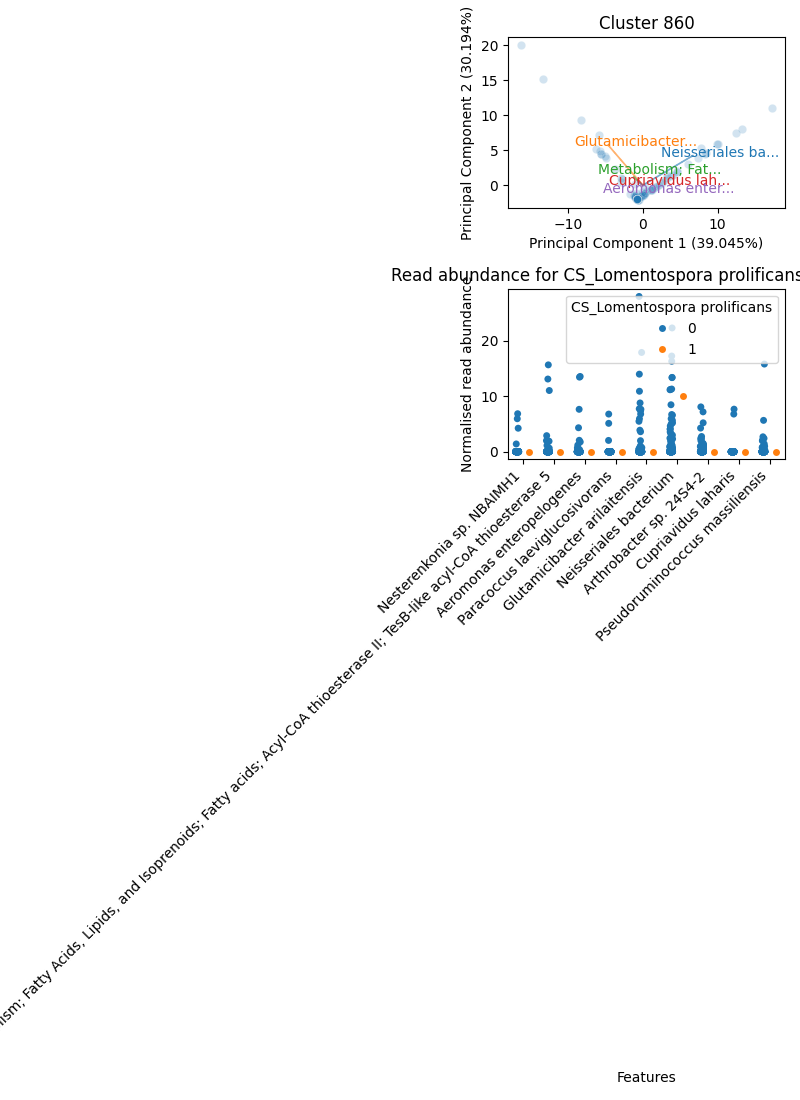 Cluster 860
Principal Component 2 (30.194%)
20
15
10
5
0
Glutamicibacter...
Neisseriales ba...
Metabolism; Fat...
Cupriavidus lah...
Aeromonas enter...
−10
0
10
Principal Component 1 (39.045%)
Read abundance for CS_Lomentospora prolificans
Normalised read abundance
20
10
0
CS_Lomentospora prolificans
0
1
Nesterenkonia sp. NBAIMH1
ism; Fatty Acids, Lipids, and Isoprenoids; Fatty acids; Acyl-CoA thioesterase II; TesB-like acyl-CoA thioesterase 5
Aeromonas enteropelogenes
Paracoccus laeviglucosivorans
Glutamicibacter arilaitensis
Neisseriales bacterium
Arthrobacter sp. 24S4-2
Cupriavidus laharis
Pseudoruminococcus massiliensis
Features